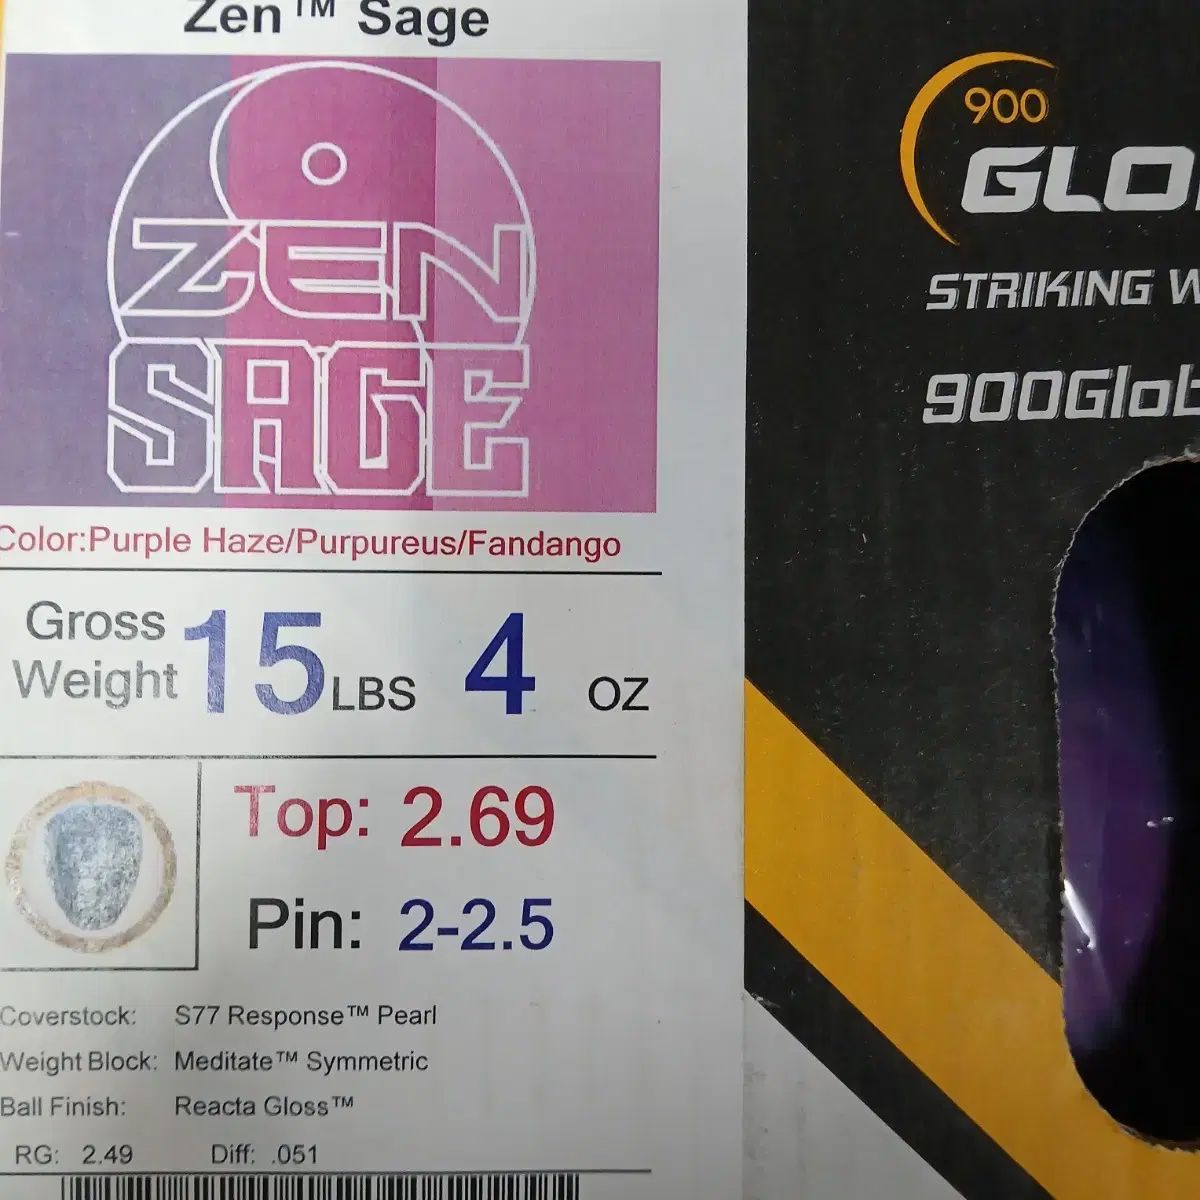 Zen™ Sage
ZEN
SAGE
Color:Purple Haze/Purpureus/Fandango
Gross Weight 15 LBS 4 OZ
Top: 2.69
Pin: 2-2.5
Coverstock: S77 Response™ Pearl
Weight Block: Meditate™ Symmetric
Ball Finish: Reacta Gloss™
RG: 2.49 Diff: .051
900
GLO
STRIKING W
900Glob